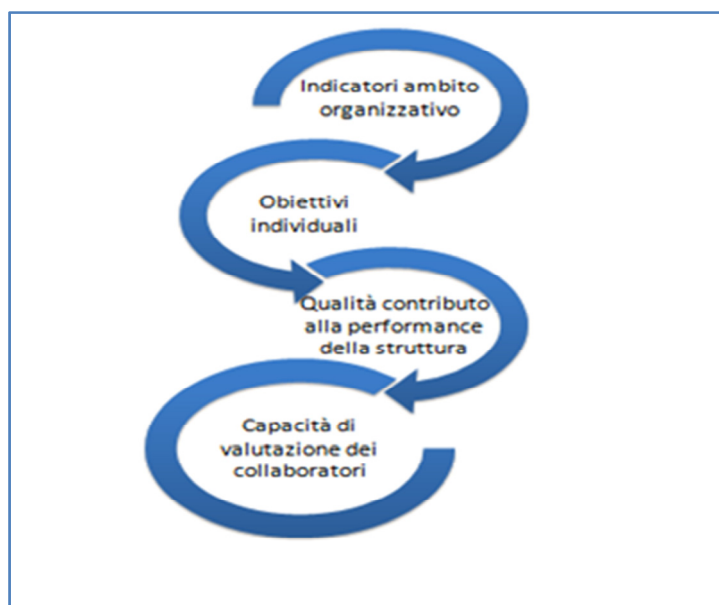 Indicatori ambito
organizzativo
Obiettivi
individuali
Qualità contributo
alla performance
della struttura
Capacità di
valutazione dei
collaboratori